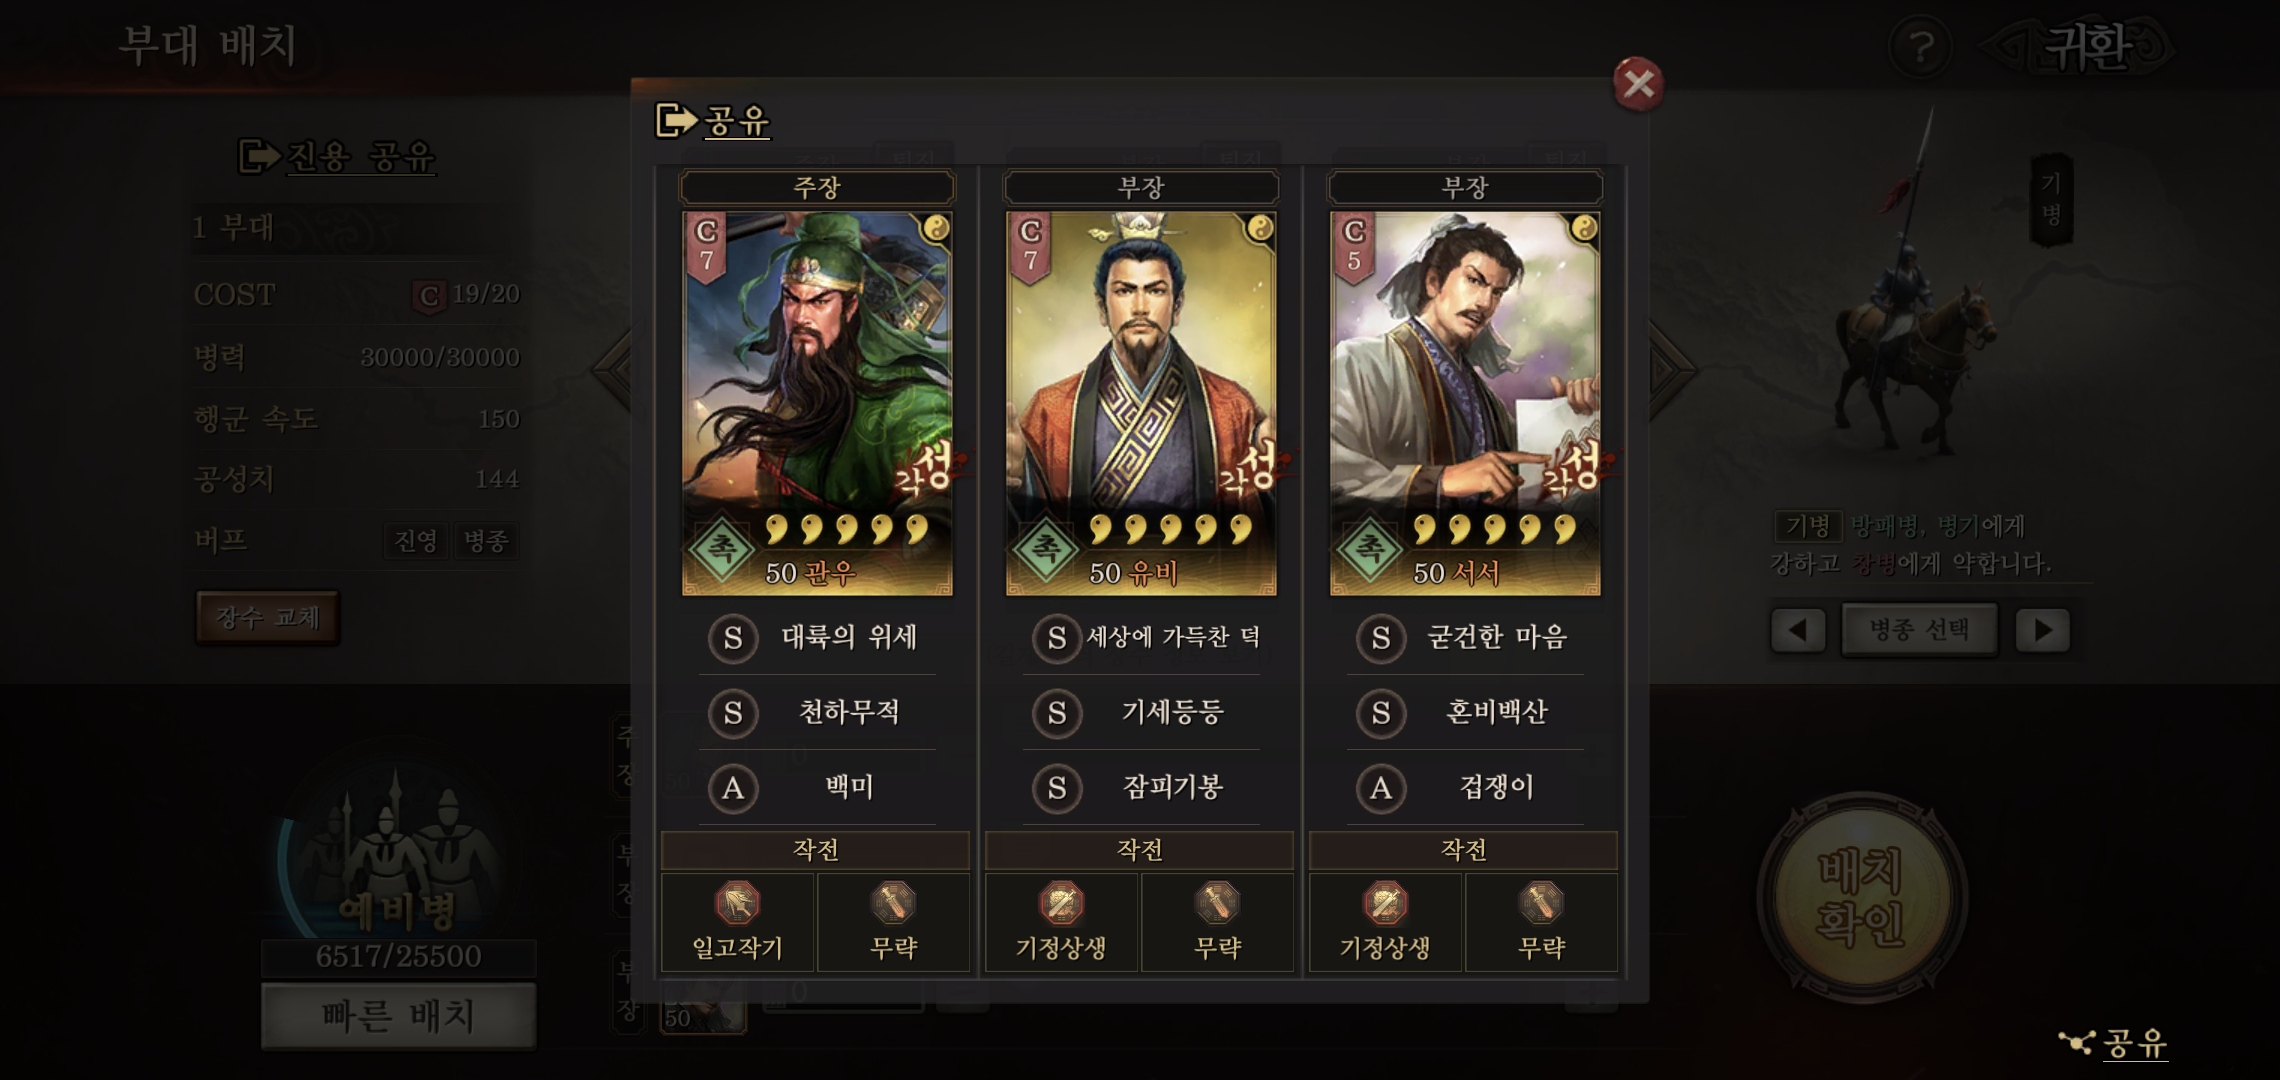 부대 배치
?
귀환
공유
진용 공유
1 부대
COST C 19/20
병력 30000/30000
행군 속도 150
공성치 144
버프 진영 병종
장수 교체
주장
C
7
각성
촉
50 관우
S 대륙의 위세
S 천하무적
A 백미
작전
일고작기
무략
부장
C
7
각성
촉
50 유비
S 세상에 가득찬 덕
S 기세등등
S 잠피기봉
작전
기정상생
무략
부장
C
5
각성
촉
50 서서
S 굳건한 마음
S 혼비백산
A 겁쟁이
작전
기정상생
무략
기병
기병 방패병, 병기에게
강하고 창병에게 약합니다.
병종 선택
예비병
6517/25500
빠른 배치
50
0
배치
확인
공유